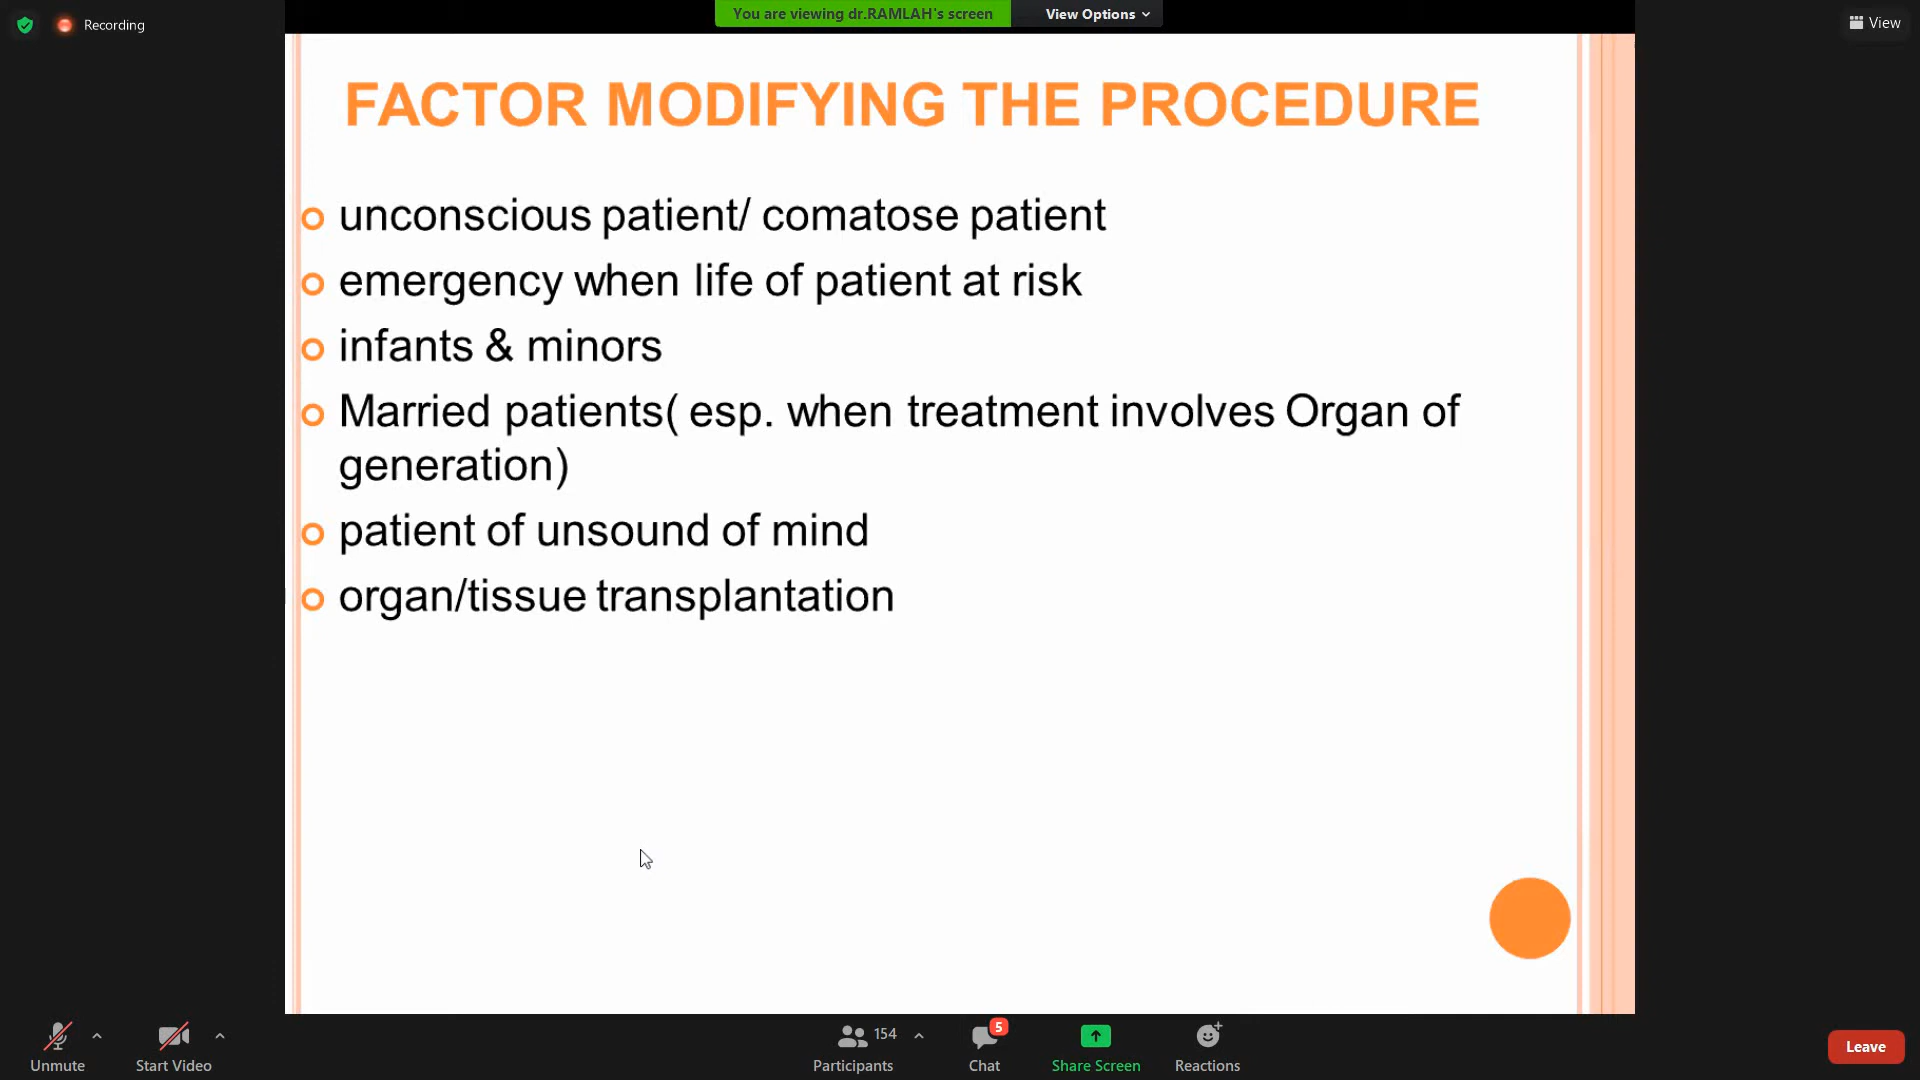 Recording
You are viewing dr.RAMLAH's screen
View Options
View
FACTOR MODIFYING THE PROCEDURE
unconscious patient/ comatose patient
emergency when life of patient at risk
infants & minors
Married patients( esp. when treatment involves Organ of
generation)
patient of unsound of mind
organ/tissue transplantation
Unmute
Start Video
154
Participants
5
Chat
Share Screen
Reactions
Leave